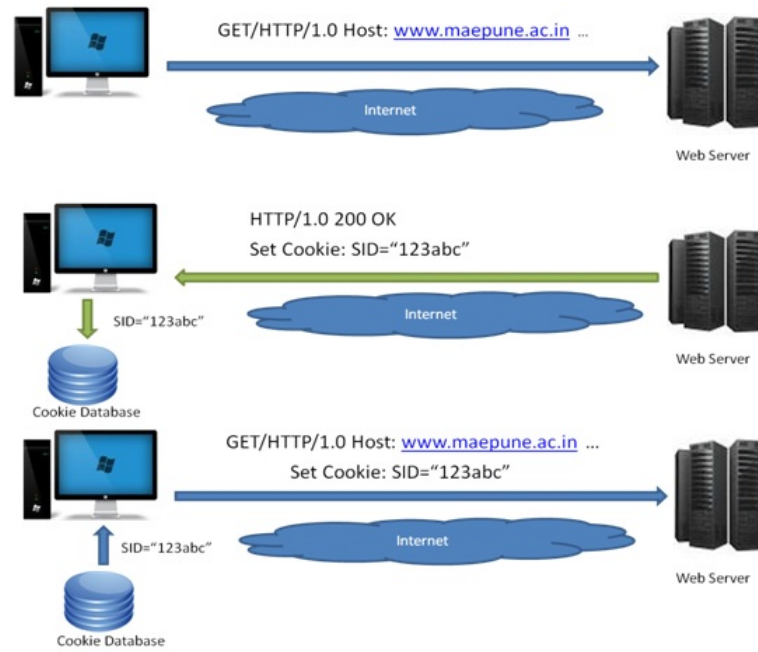 GET/HTTP/1.0 Host: www.maepune.ac.in ...
Internet
Web Server
HTTP/1.0 200 OK
Set Cookie: SID=“123abc”
Internet
SID=“123abc”
Web Server
Cookie Database
GET/HTTP/1.0 Host: www.maepune.ac.in ...
Set Cookie: SID=“123abc”
Internet
SID=“123abc”
Web Server
Cookie Database